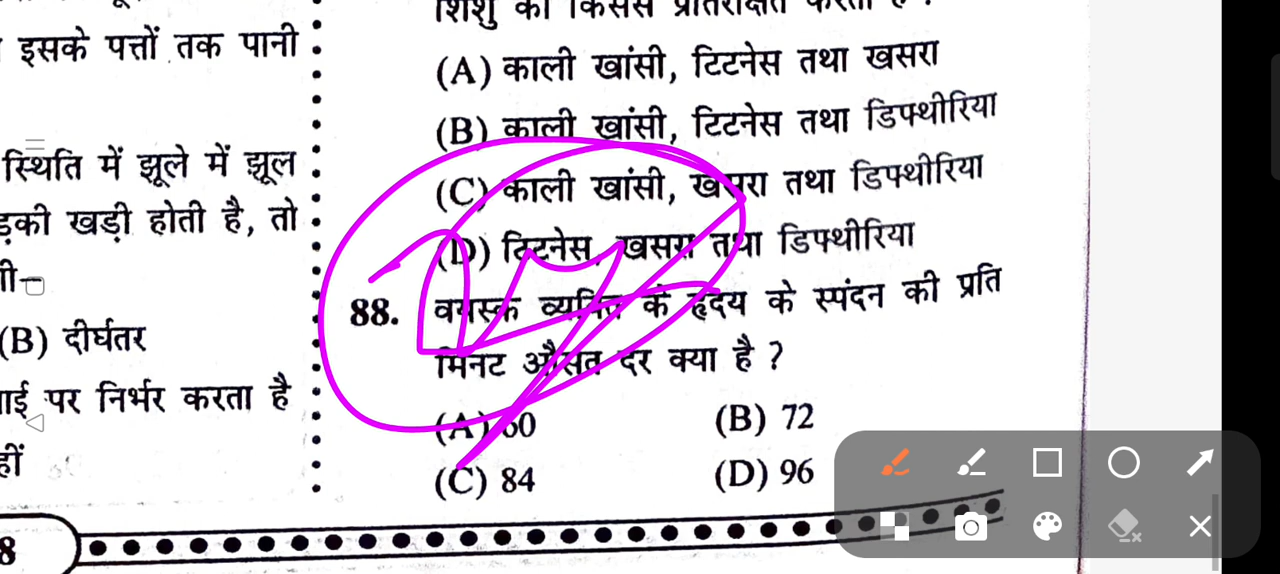 इसके पत्तों तक पानी
स्थिति में झूले में झूल
ड़की खड़ी होती है, तो
गी–
(B) दीर्घतर
ाई पर निर्भर करता है
हीं
8
शिशु को किससे प्रतिरक्षित करता है ?
(A) काली खांसी, टिटनेस तथा खसरा
(B) काली खांसी, टिटनेस तथा डिफ्थीरिया
(C) काली खांसी, खसरा तथा डिफ्थीरिया
(D) टिटनेस, खसरा तथा डिफ्थीरिया
88. वयस्क व्यक्ति के हृदय के स्पंदन की प्रति
मिनट औसत दर क्या है ?
(A) 60 (B) 72
(C) 84 (D) 96